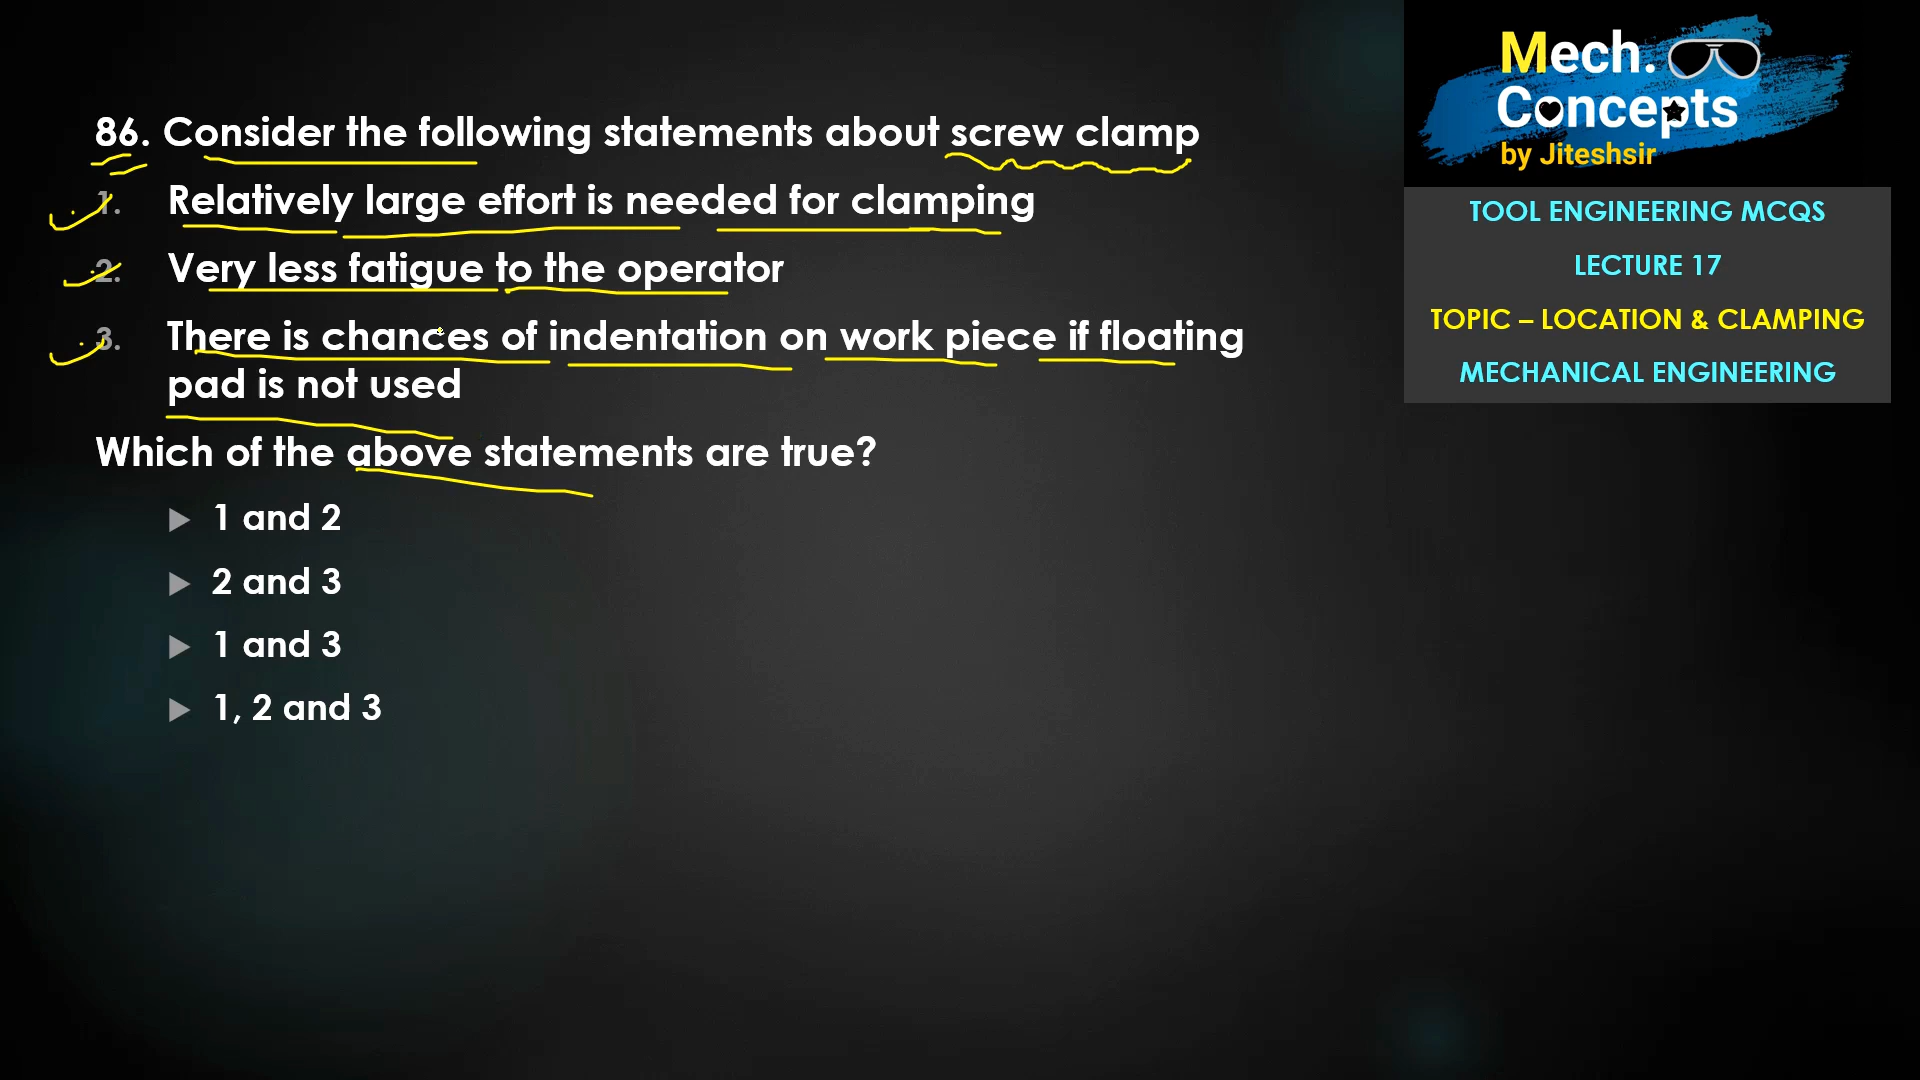 86. Consider the following statements about screw clamp
1. Relatively large effort is needed for clamping
2. Very less fatigue to the operator
3. There is chances of indentation on work piece if floating
pad is not used
Which of the above statements are true?
1 and 2
2 and 3
1 and 3
1, 2 and 3
Mech.
Concepts
by Jiteshsir
TOOL ENGINEERING MCQS
LECTURE 17
TOPIC – LOCATION & CLAMPING
MECHANICAL ENGINEERING